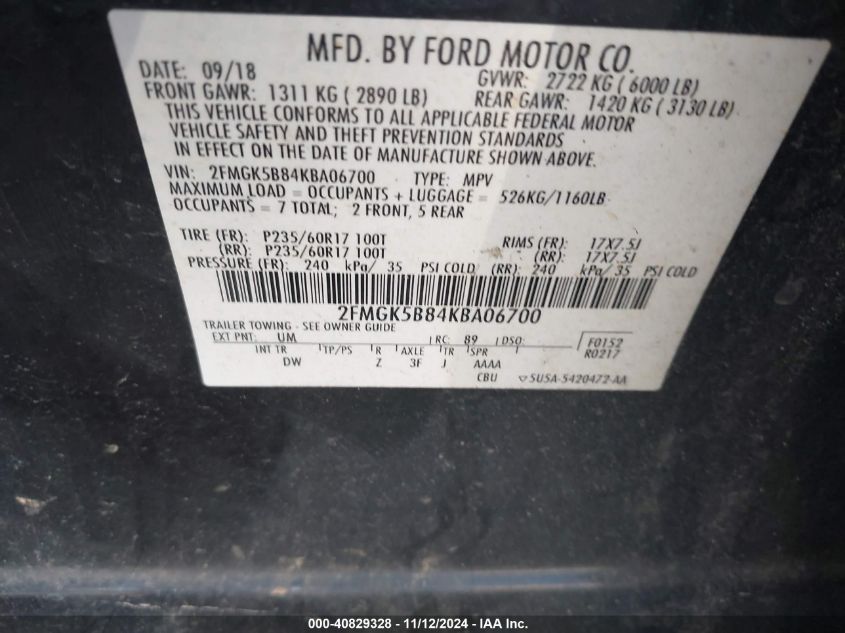 MFD. BY FORD MOTOR CO.
DATE: 09/18 GVWR: 2722 KG ( 6000 LB)
FRONT GAWR: 1311 KG ( 2890 LB) REAR GAWR: 1420 KG ( 3130 LB)
THIS VEHICLE CONFORMS TO ALL APPLICABLE FEDERAL MOTOR
VEHICLE SAFETY AND THEFT PREVENTION STANDARDS
IN EFFECT ON THE DATE OF MANUFACTURE SHOWN ABOVE.
VIN: 2FMGK5B84KBA06700 TYPE: MPV
MAXIMUM LOAD = OCCUPANTS + LUGGAGE = 526KG/1160LB
OCCUPANTS = 7 TOTAL; 2 FRONT, 5 REAR
TIRE (FR): P235/60R17 100T RIMS (FR): 17X7.5J
(RR): P235/60R17 100T (RR): 17X7.5J
PRESSURE (FR): 240 kPa/ 35 PSI COLD (RR): 240 kPa/ 35 PSI COLD
2FMGK5B84KBA06700
TRAILER TOWING - SEE OWNER GUIDE
EXT PNT: UM RC: 89 DSO: F0152
INT TR TP/PS R AXLE TR SPR R0217
DW Z 3F J AAAA
CBU 5U5A-5420472-AA
000-40829328 - 11/12/2024 - IAA Inc.